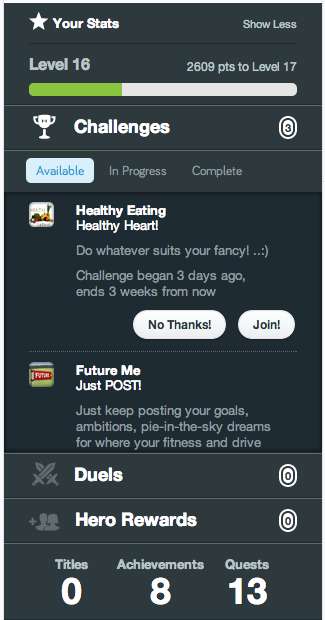 Your Stats Show Less
Level 16 2609 pts to Level 17
Challenges 3
Available In Progress Complete
Healthy Eating
Healthy Heart!
Do whatever suits your fancy! ..:)
Challenge began 3 days ago,
ends 3 weeks from now
No Thanks! Join!
FUTURE
Future Me
Just POST!
Just keep posting your goals,
ambitions, pie-in-the-sky dreams
for where your fitness and drive
Duels 0
Hero Rewards 0
Titles Achievements Quests
0 8 13